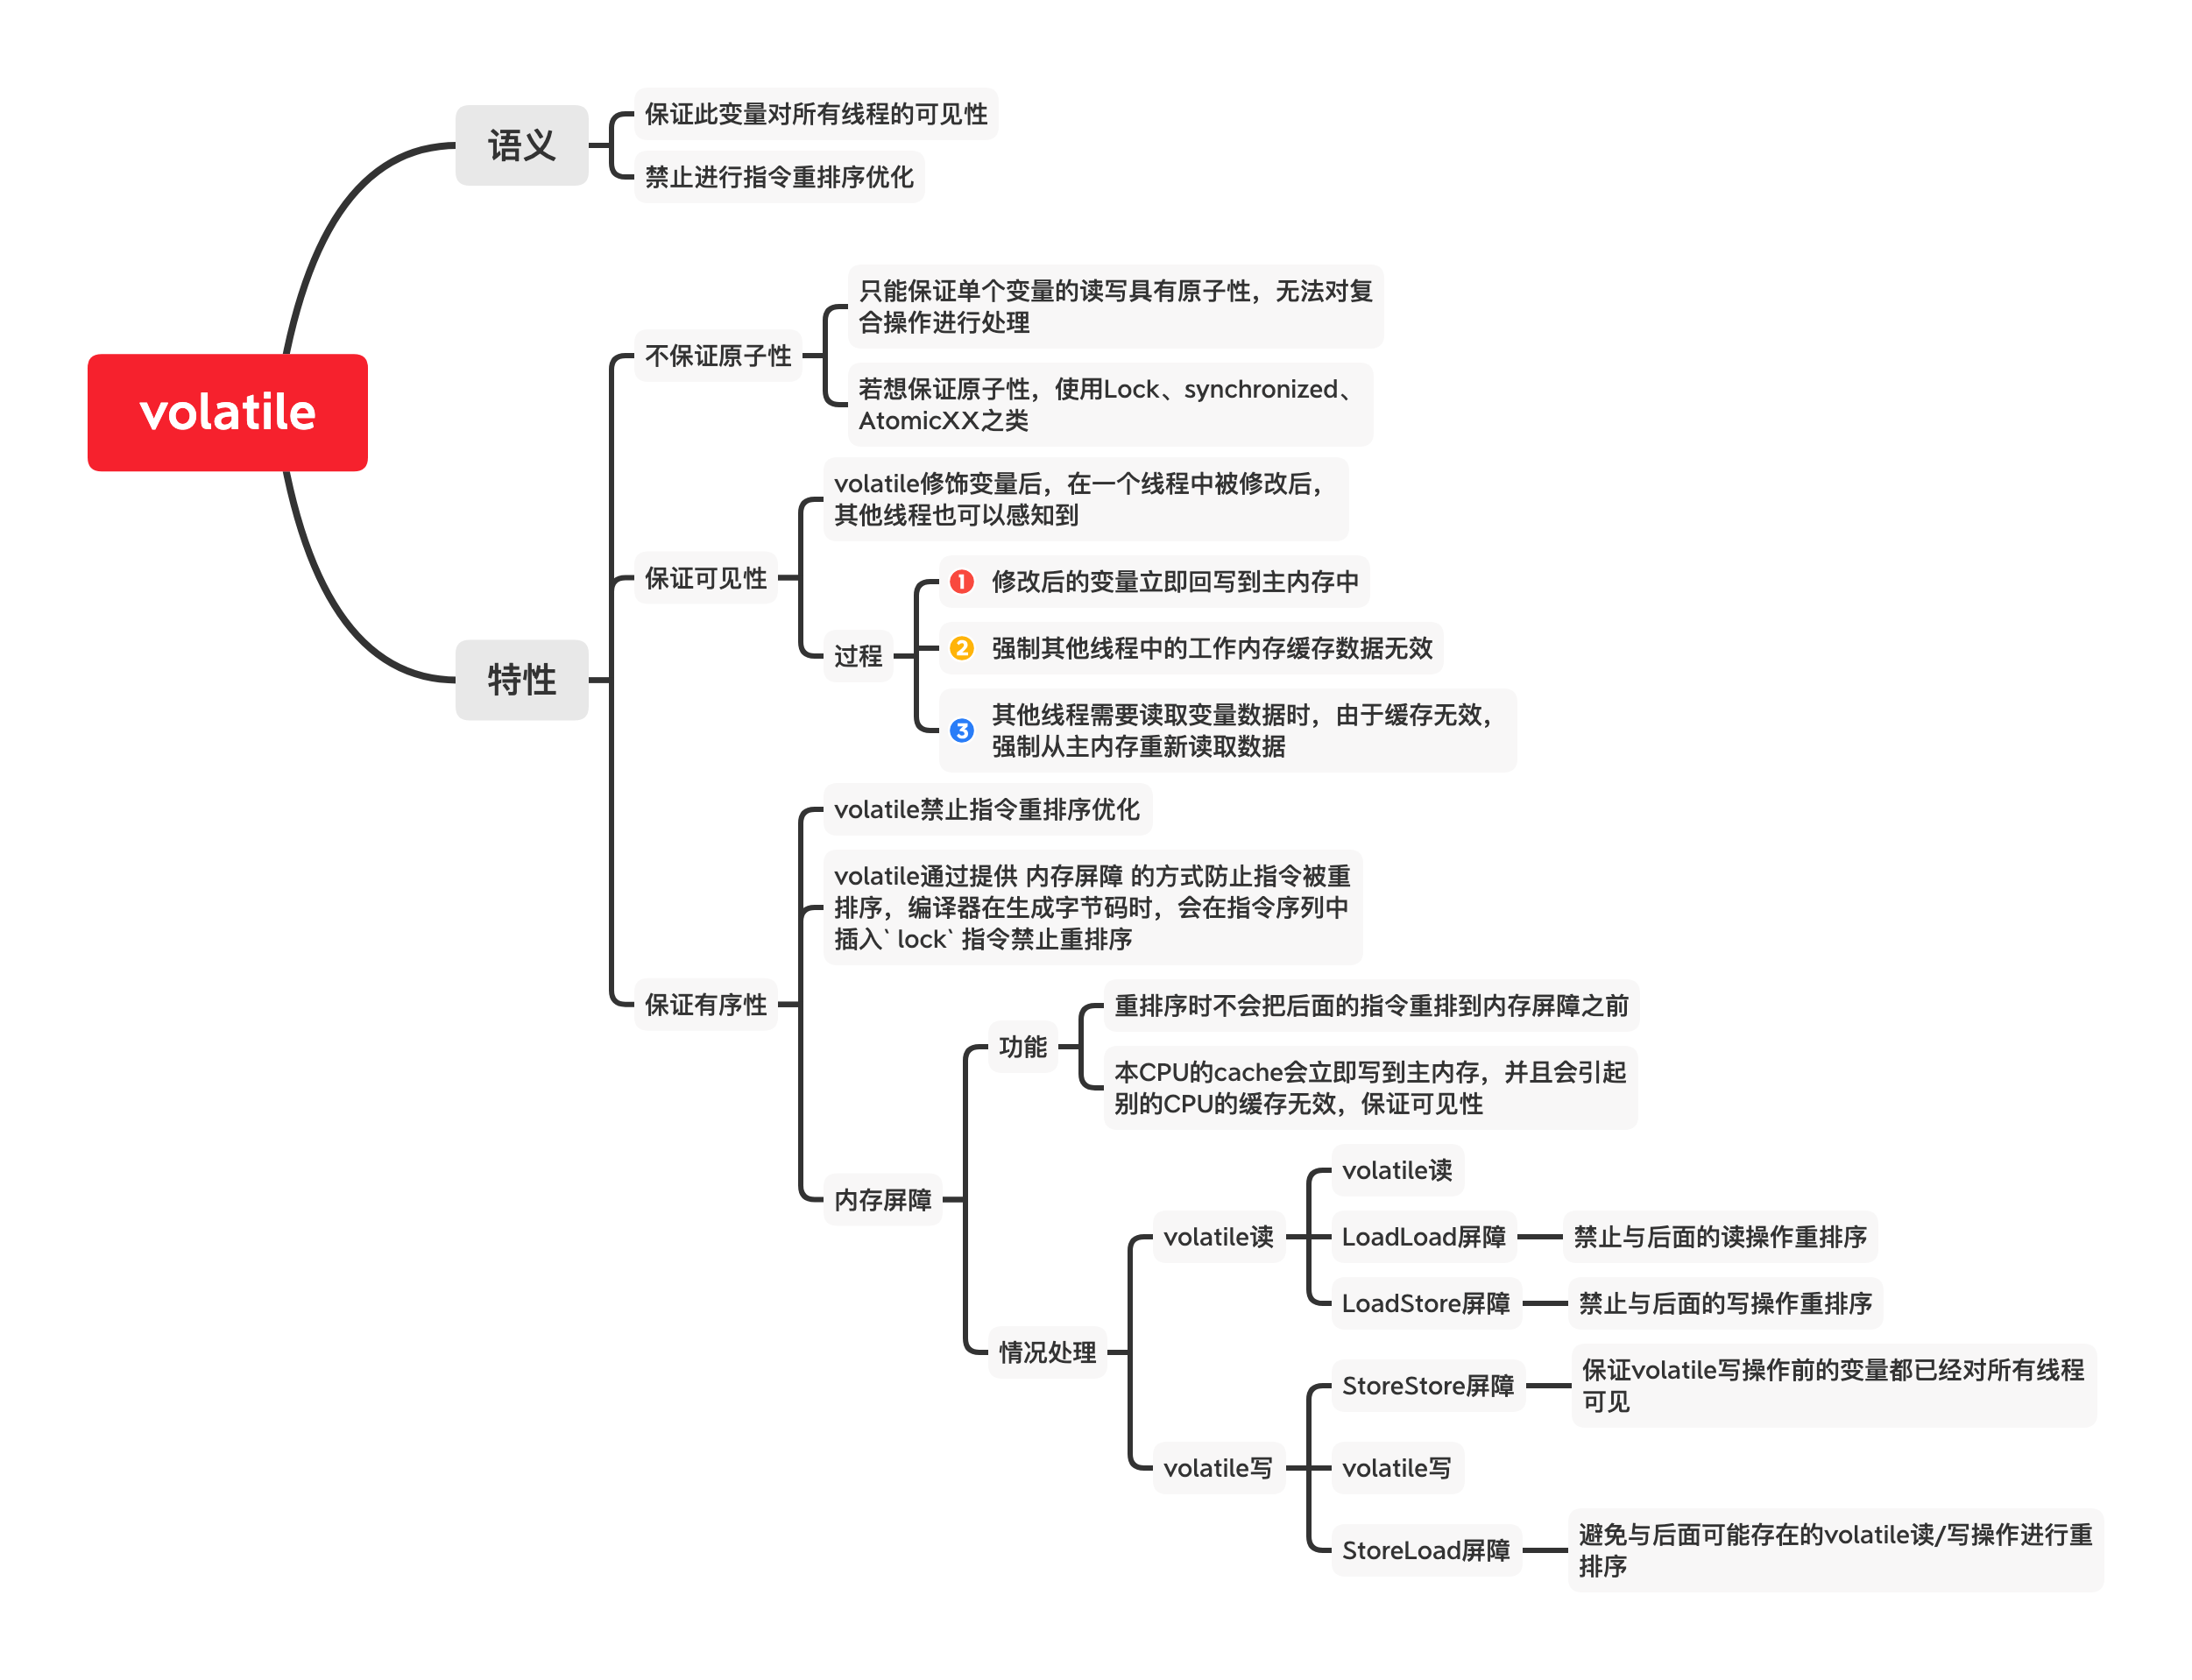 volatile
语义
保证此变量对所有线程的可见性
禁止进行指令重排序优化
特性
不保证原子性
只能保证单个变量的读写具有原子性，无法对复
合操作进行处理
若想保证原子性，使用Lock、synchronized、
AtomicXX之类
保证可见性
volatile修饰变量后，在一个线程中被修改后，
其他线程也可以感知到
过程
1 修改后的变量立即回写到主内存中
2 强制其他线程中的工作内存缓存数据无效
3 其他线程需要读取变量数据时，由于缓存无效，
强制从主内存重新读取数据
保证有序性
volatile禁止指令重排序优化
volatile通过提供 内存屏障 的方式防止指令被重
排序，编译器在生成字节码时，会在指令序列中
插入` lock` 指令禁止重排序
内存屏障
功能
重排序时不会把后面的指令重排到内存屏障之前
本CPU的cache会立即写到主内存，并且会引起
别的CPU的缓存无效，保证可见性
情况处理
volatile读
volatile读
LoadLoad屏障
禁止与后面的读操作重排序
LoadStore屏障
禁止与后面的写操作重排序
volatile写
StoreStore屏障
保证volatile写操作前的变量都已经对所有线程
可见
volatile写
StoreLoad屏障
避免与后面可能存在的volatile读/写操作进行重
排序